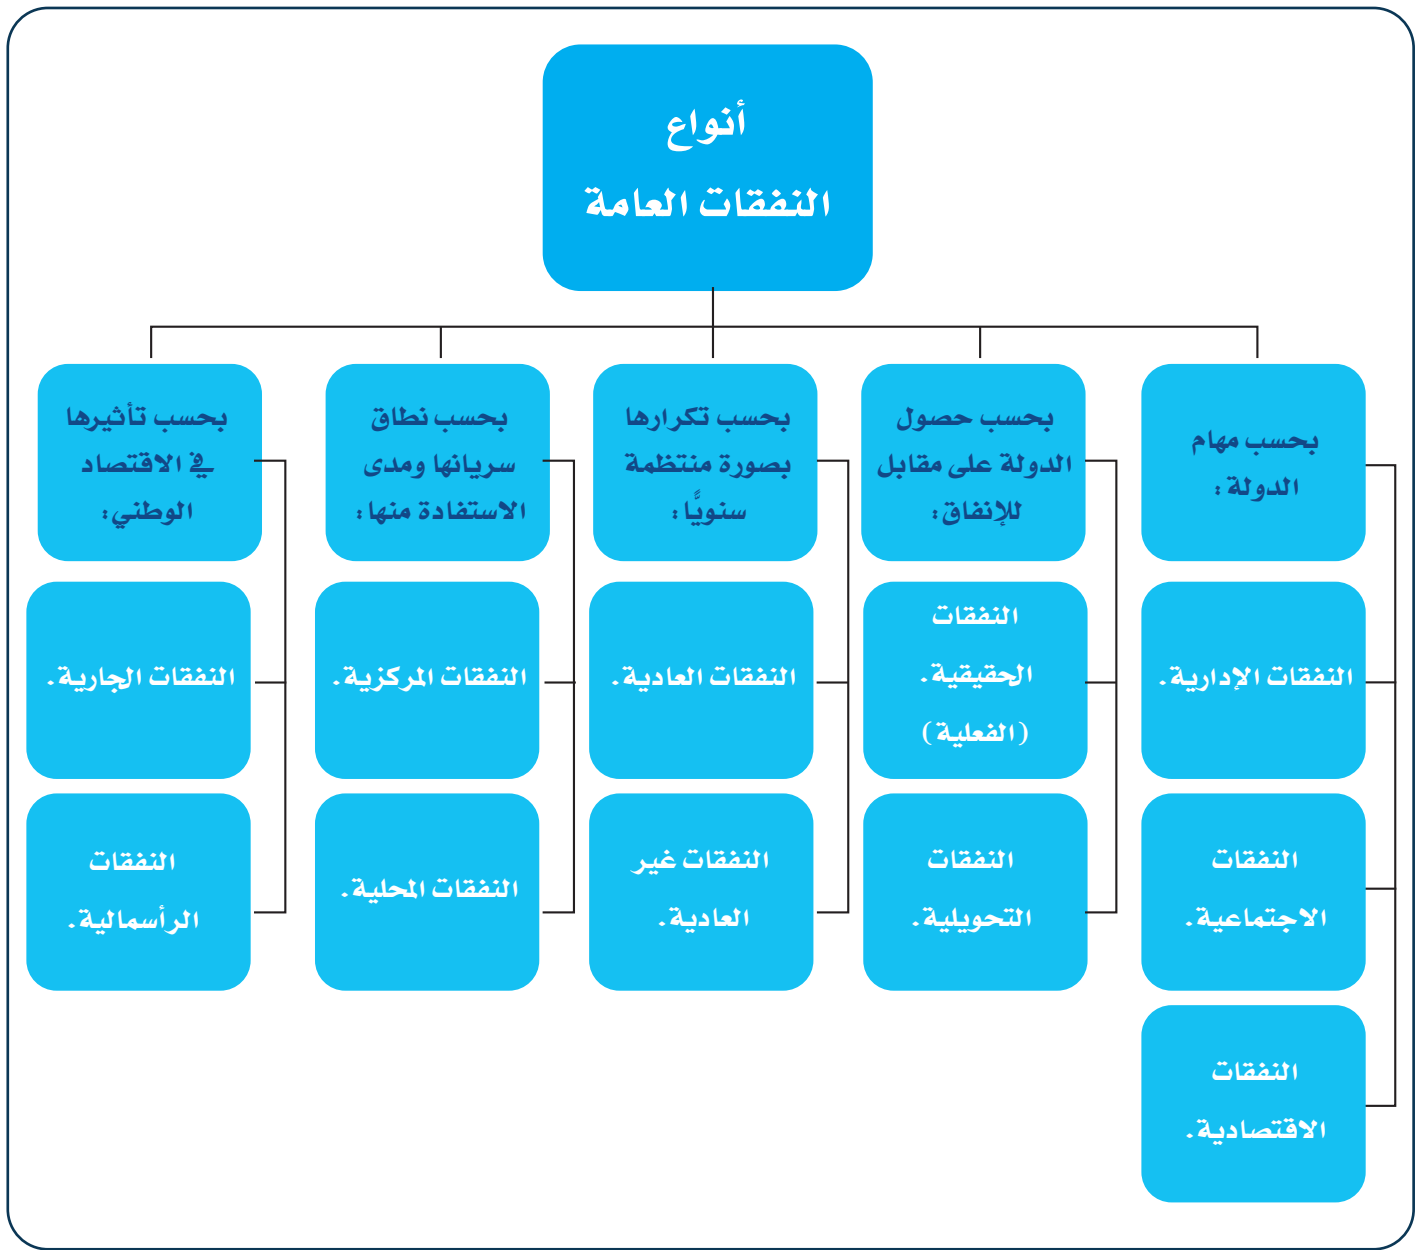 أنواع
النفقات العامة
بحسب مهام
الدولة:
النفقات الإدارية.
النفقات
الاجتماعية.
النفقات
الاقتصادية.
بحسب حصول
الدولة على مقابل
للإنفاق:
النفقات
الحقيقية.
(الفعلية)
النفقات
التحويلية.
بحسب تكرارها
بصورة منتظمة
سنويًّا:
النفقات العادية.
النفقات غير
العادية.
بحسب نطاق
سريانها ومدى
الاستفادة منها:
النفقات المركزية.
النفقات المحلية.
بحسب تأثيرها
في الاقتصاد
الوطني:
النفقات الجارية.
النفقات
الرأسمالية.